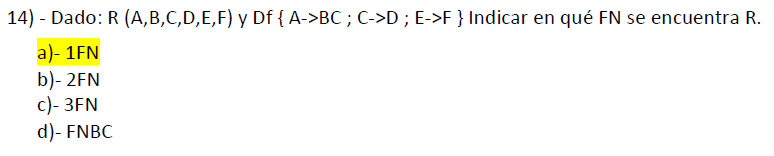 14) - Dado: R (A,B,C,D,E,F) y Df { A->BC ; C->D ; E->F } Indicar en qué FN se encuentra R.
a)- 1FN
b)- 2FN
c)- 3FN
d)- FNBC